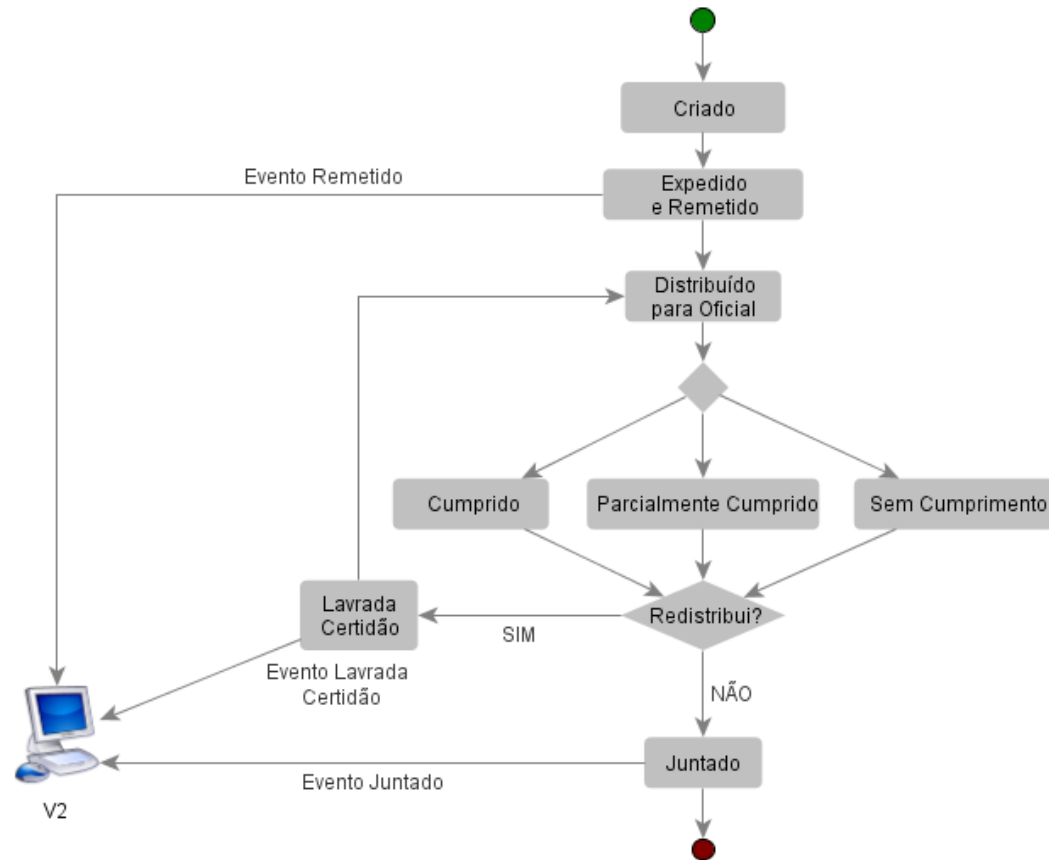 Criado
Evento Remetido
Expedido
e Remetido
Distribuído
para Oficial
Cumprido
Parcialmente Cumprido
Sem Cumprimento
Lavrada
Certidão
Redistribui?
SIM
Evento Lavrada
Certidão
NÃO
Juntado
Evento Juntado
V2